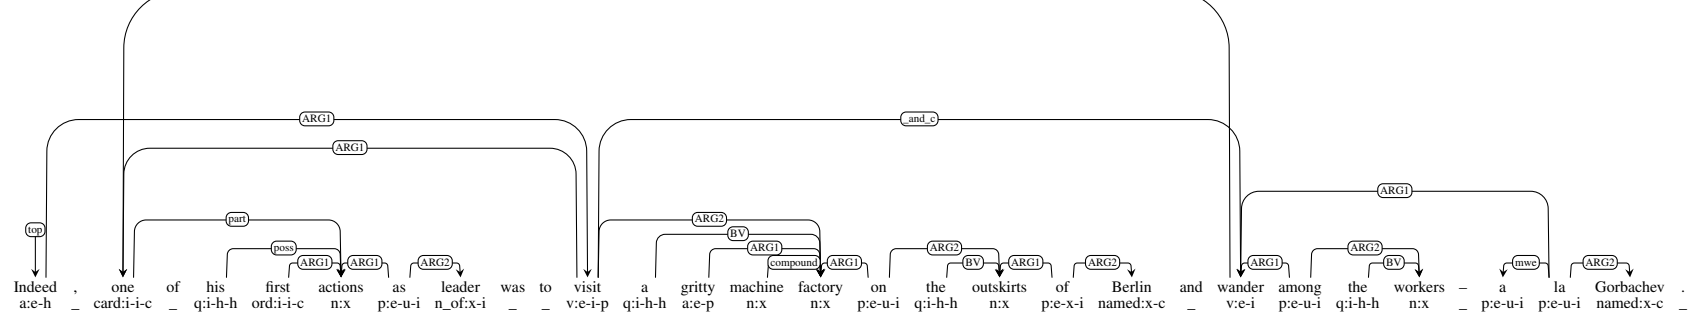 ARG1
_and_c
ARG1
ARG1
top
part
ARG2
BV
poss
ARG1
ARG2
ARG2
ARG1
ARG1
ARG2
compound
ARG1
BV
ARG1
ARG2
ARG1
BV
mwe
ARG2
Indeed , one of his first actions as leader was to visit a gritty machine factory on the outskirts of Berlin and wander among the workers – a la Gorbachev .
a:e-h _ card:i-i-c _ q:i-h-h ord:i-i-c n:x p:e-u-i n_of:x-i _ _ v:e-i-p q:i-h-h a:e-p n:x n:x p:e-u-i q:i-h-h n:x p:e-x-i named:x-c _ v:e-i p:e-u-i q:i-h-h n:x _ p:e-u-i p:e-u-i named:x-c _